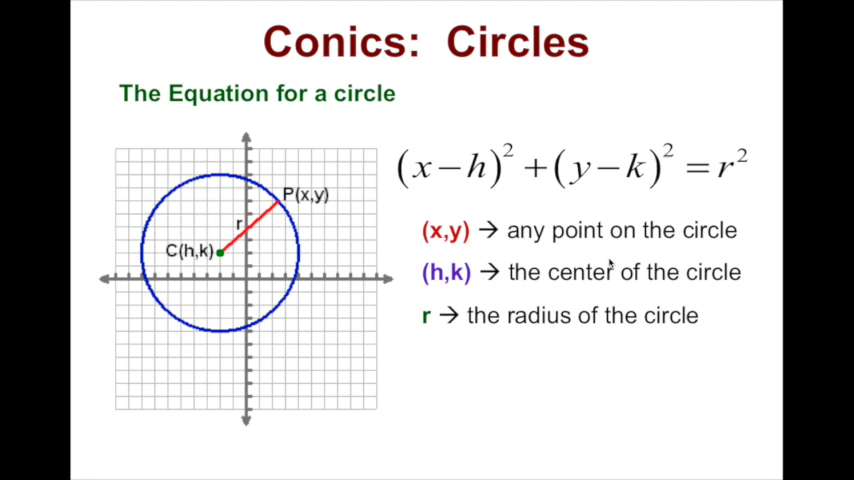 Conics: Circles
The Equation for a circle
(x – h)² + (y – k)² = r²
P(x,y)
r
C(h,k)
(x,y) → any point on the circle
(h,k) → the center of the circle
r → the radius of the circle